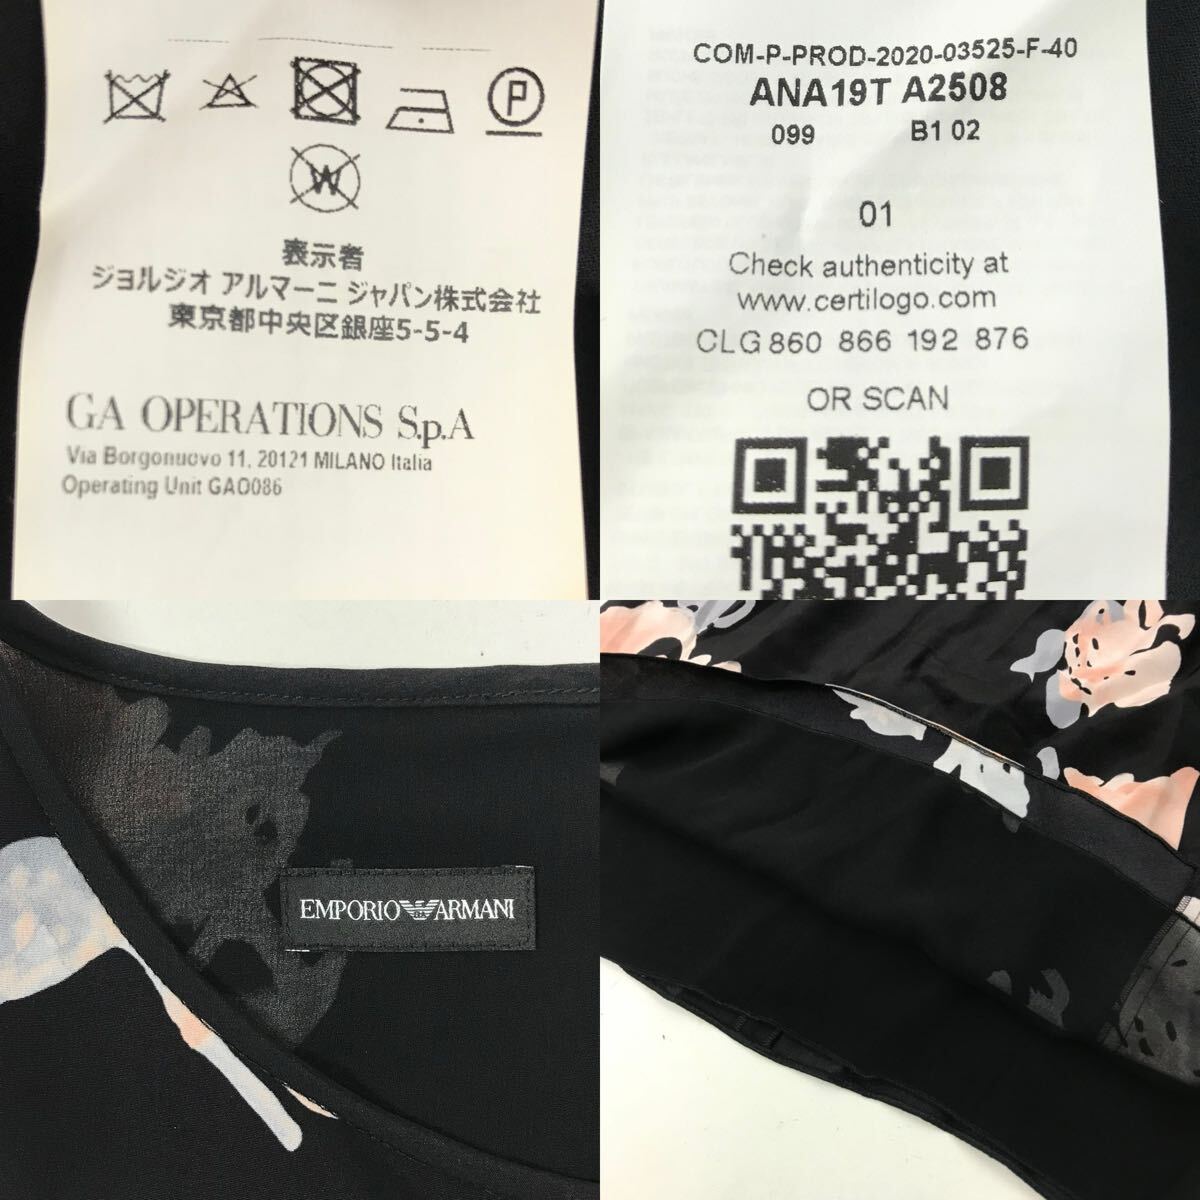 P
W
表示者
ジョルジオ アルマーニ ジャパン株式会社
東京都中央区銀座5-5-4
GA OPERATIONS S.p.A
Via Borgonuovo 11, 20121 MILANO Italia
Operating Unit GAO086
COM-P-PROD-2020-03525-F-40
ANA19T A2508
099 B1 02
01
Check authenticity at
www.certilogo.com
CLG 860 866 192 876
OR SCAN
EMPORIO ARMANI